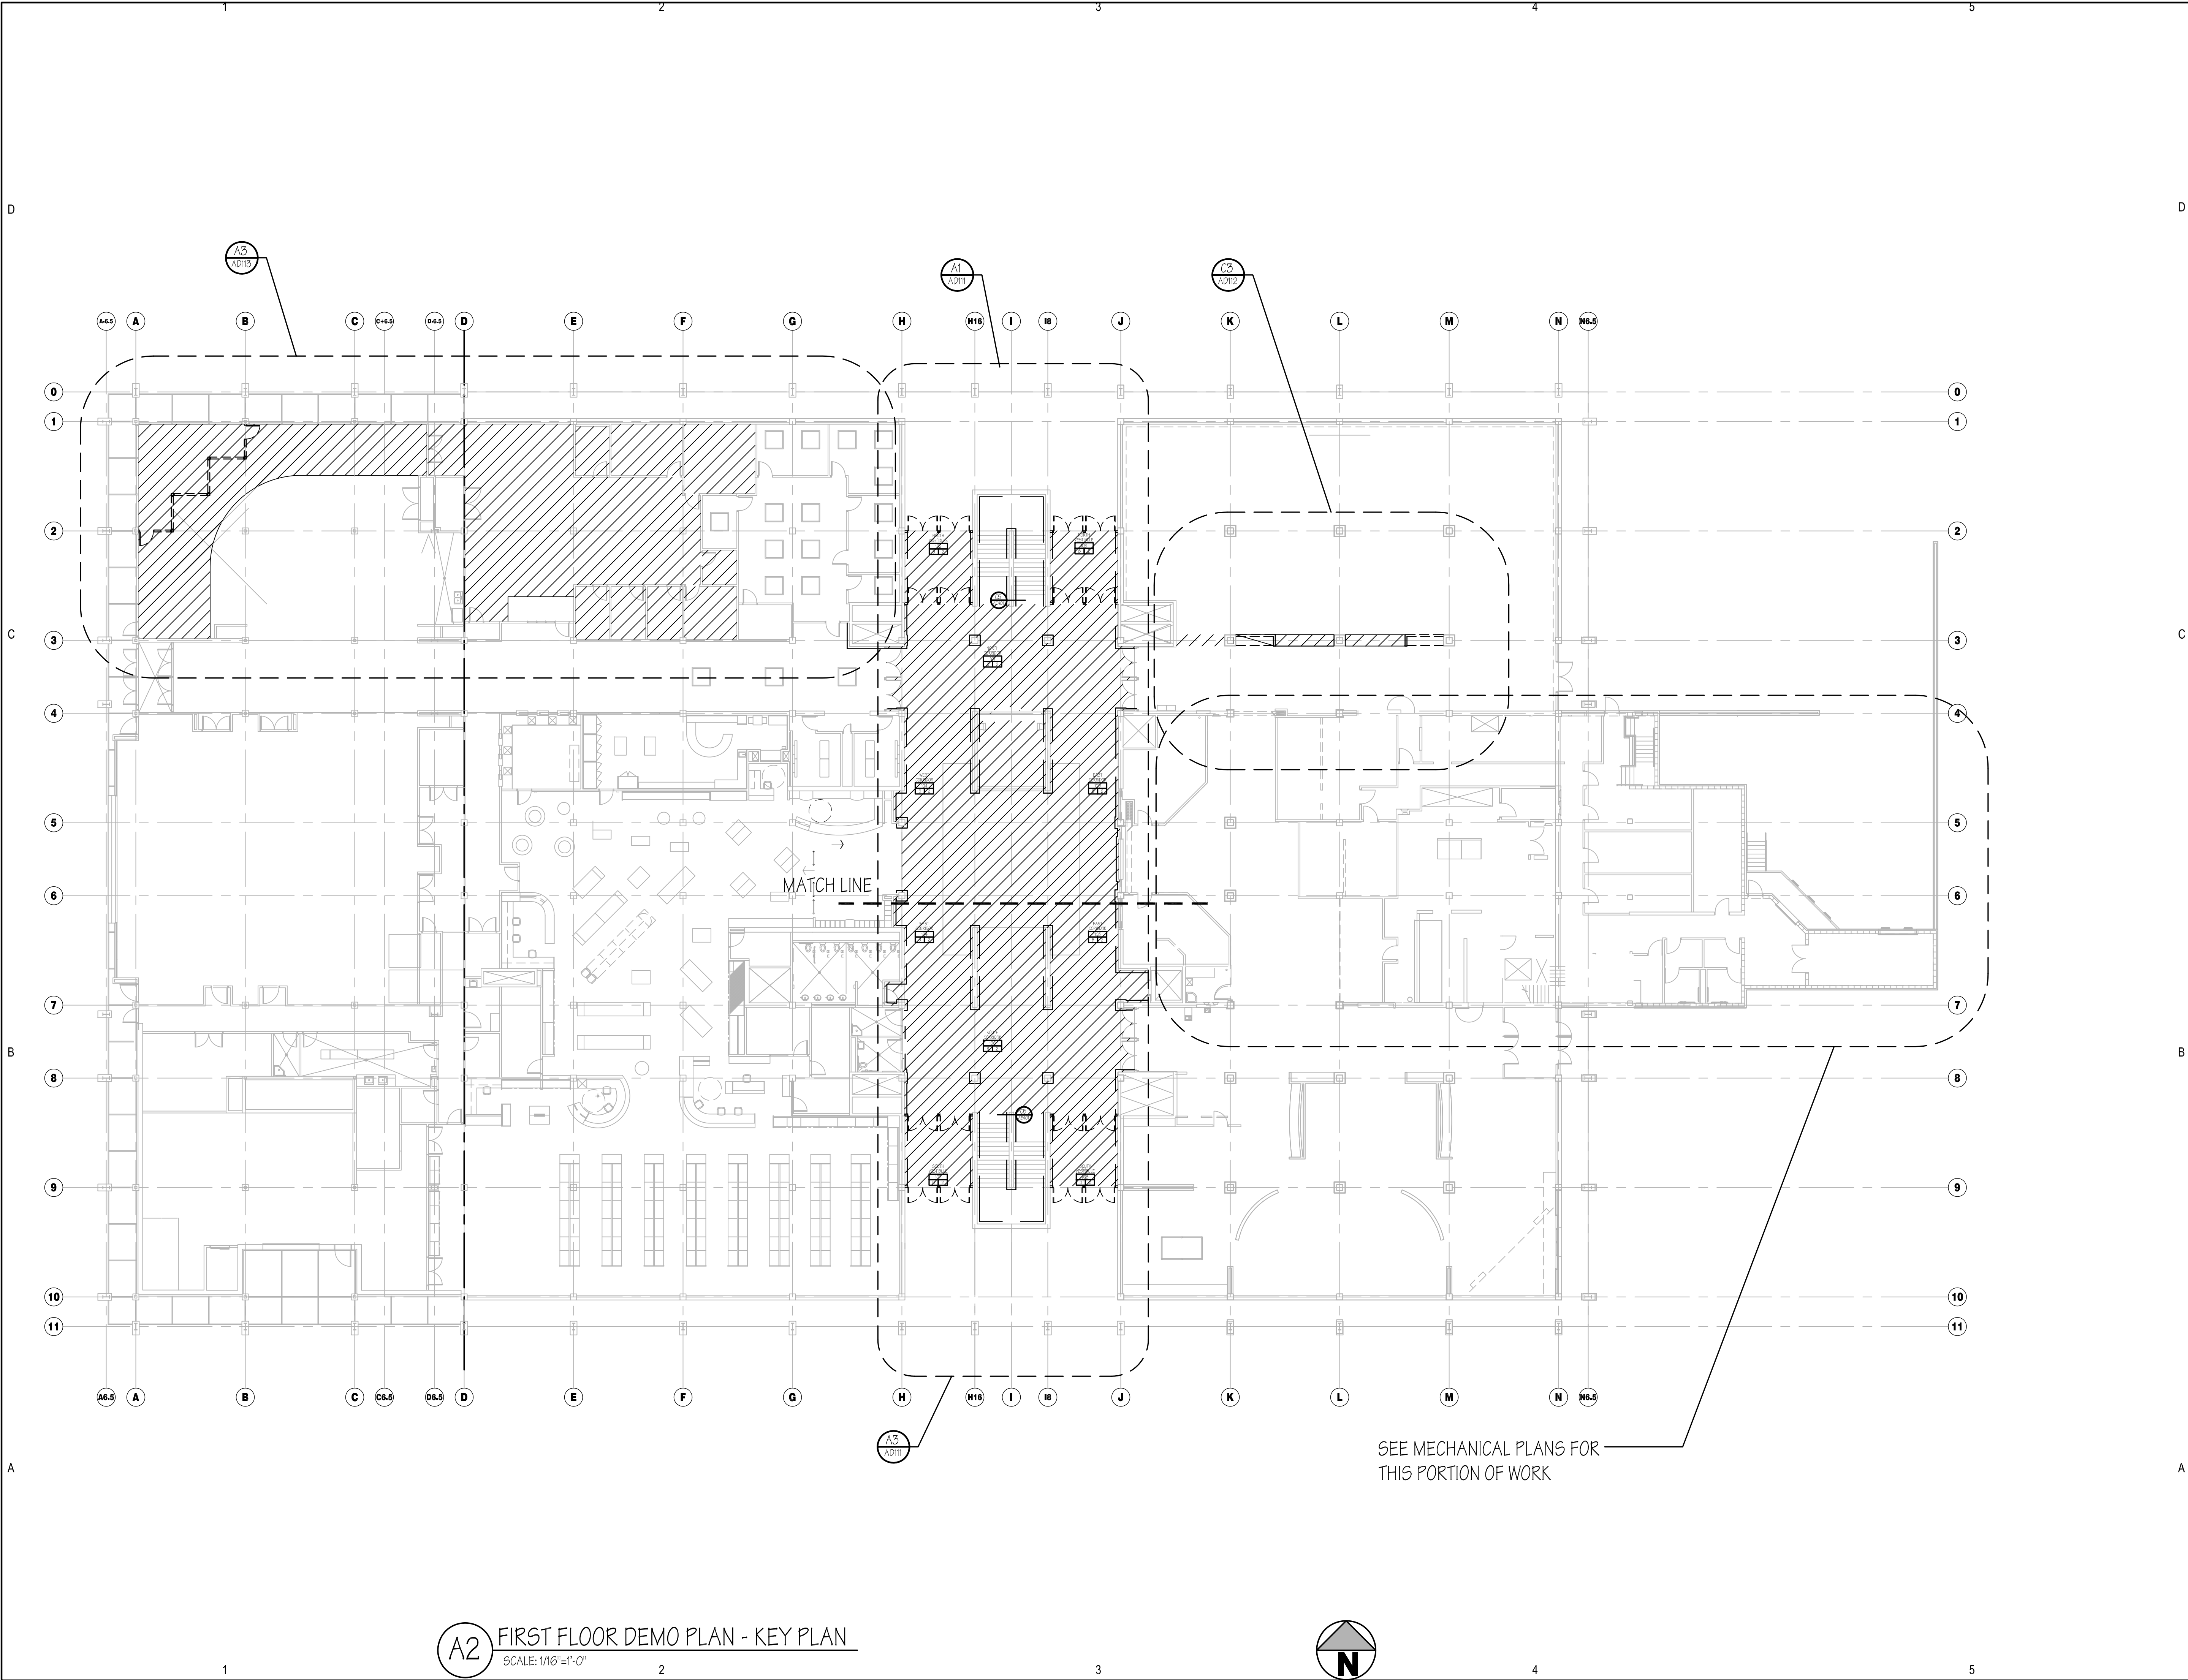 1 2 3 4 5
D D
A3
AD113
A1
AD111
C3
AD112
A-6.5 A B C C+6.5 D-6.5 D E F G H H16 I I8 J K L M N N6.5
0 0
1 1
2 2
C C
3 3
4 4
5 5
MATCH LINE
6 6
7 7
B B
8 8
9 9
10 10
11 11
A6.5 A B C C6.5 D6.5 D E F G H H16 I I8 J K L M N N6.5
A3
AD111
SEE MECHANICAL PLANS FOR
THIS PORTION OF WORK
A A
A2
FIRST FLOOR DEMO PLAN - KEY PLAN
SCALE: 1/16"=1'-0"
N
1 2 3 4 5